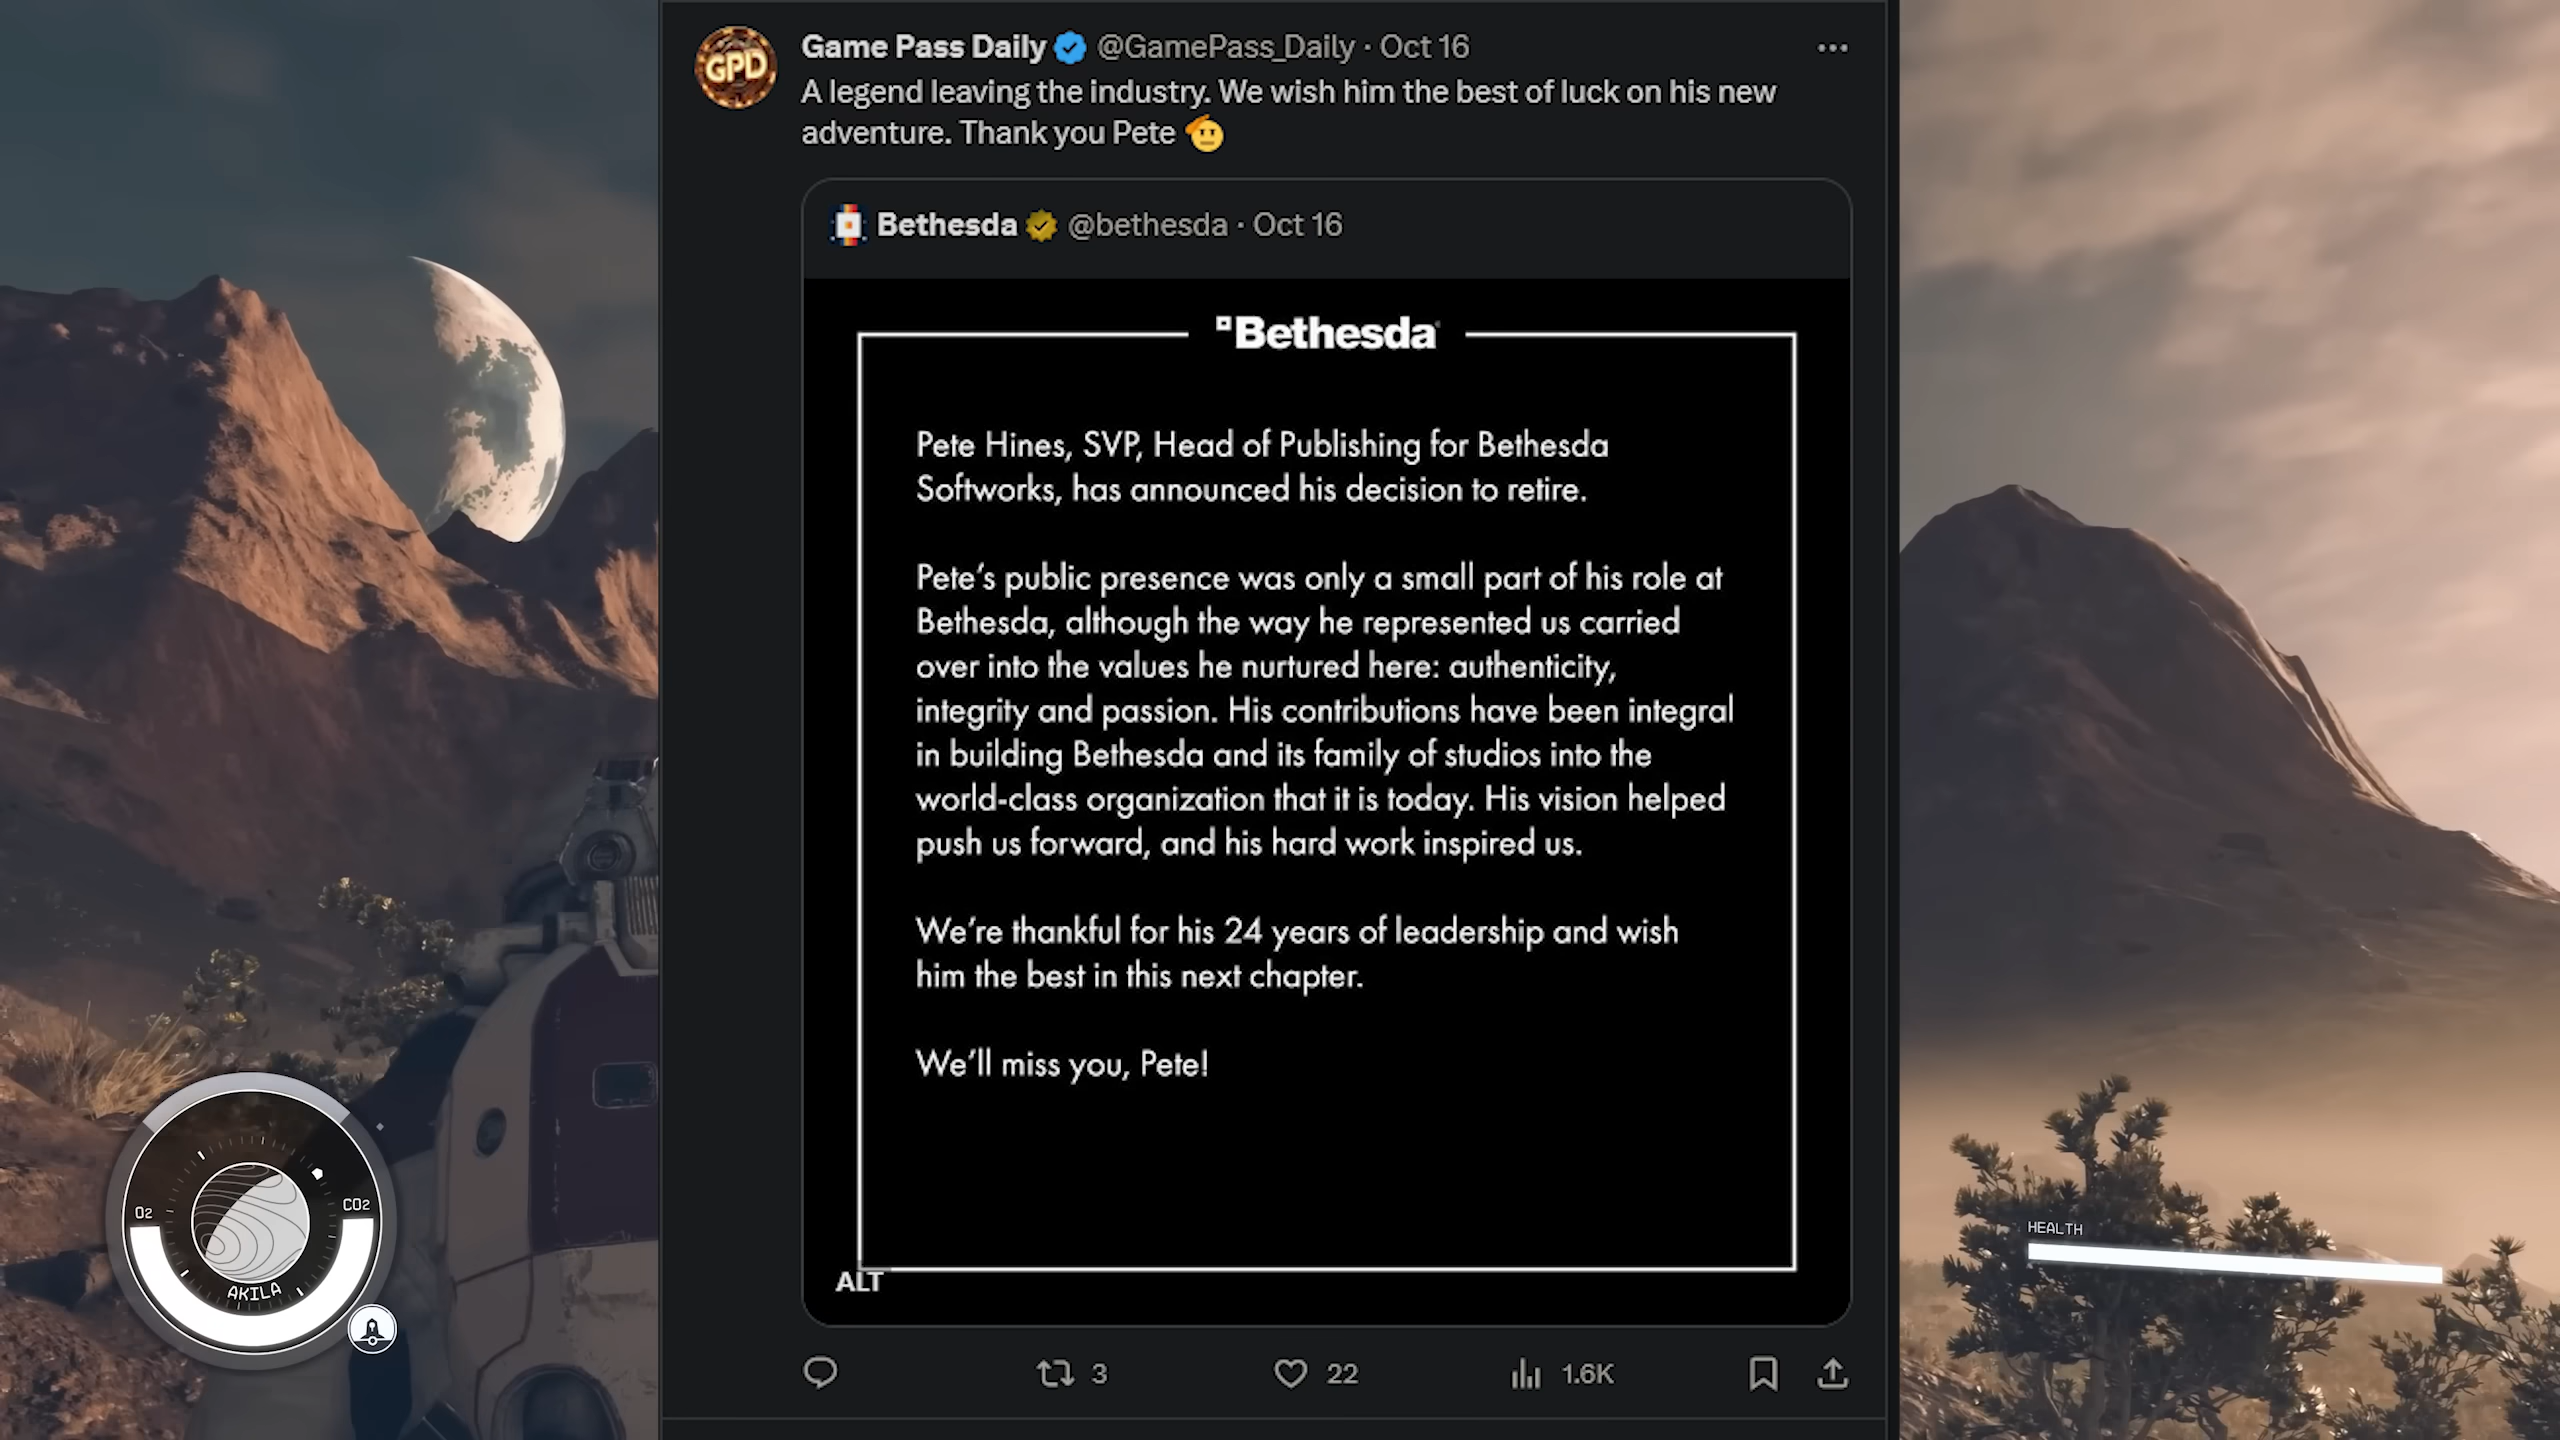 GPD
Game Pass Daily @GamePass_Daily · Oct 16
A legend leaving the industry. We wish him the best of luck on his new
adventure. Thank you Pete 🫡
Bethesda @bethesda · Oct 16
Bethesda
Pete Hines, SVP, Head of Publishing for Bethesda
Softworks, has announced his decision to retire.
Pete's public presence was only a small part of his role at
Bethesda, although the way he represented us carried
over into the values he nurtured here: authenticity,
integrity and passion. His contributions have been integral
in building Bethesda and its family of studios into the
world-class organization that it is today. His vision helped
push us forward, and his hard work inspired us.
We're thankful for his 24 years of leadership and wish
him the best in this next chapter.
We'll miss you, Pete!
ALT
3 22 1.6K
O2
CO2
AKILA
HEALTH